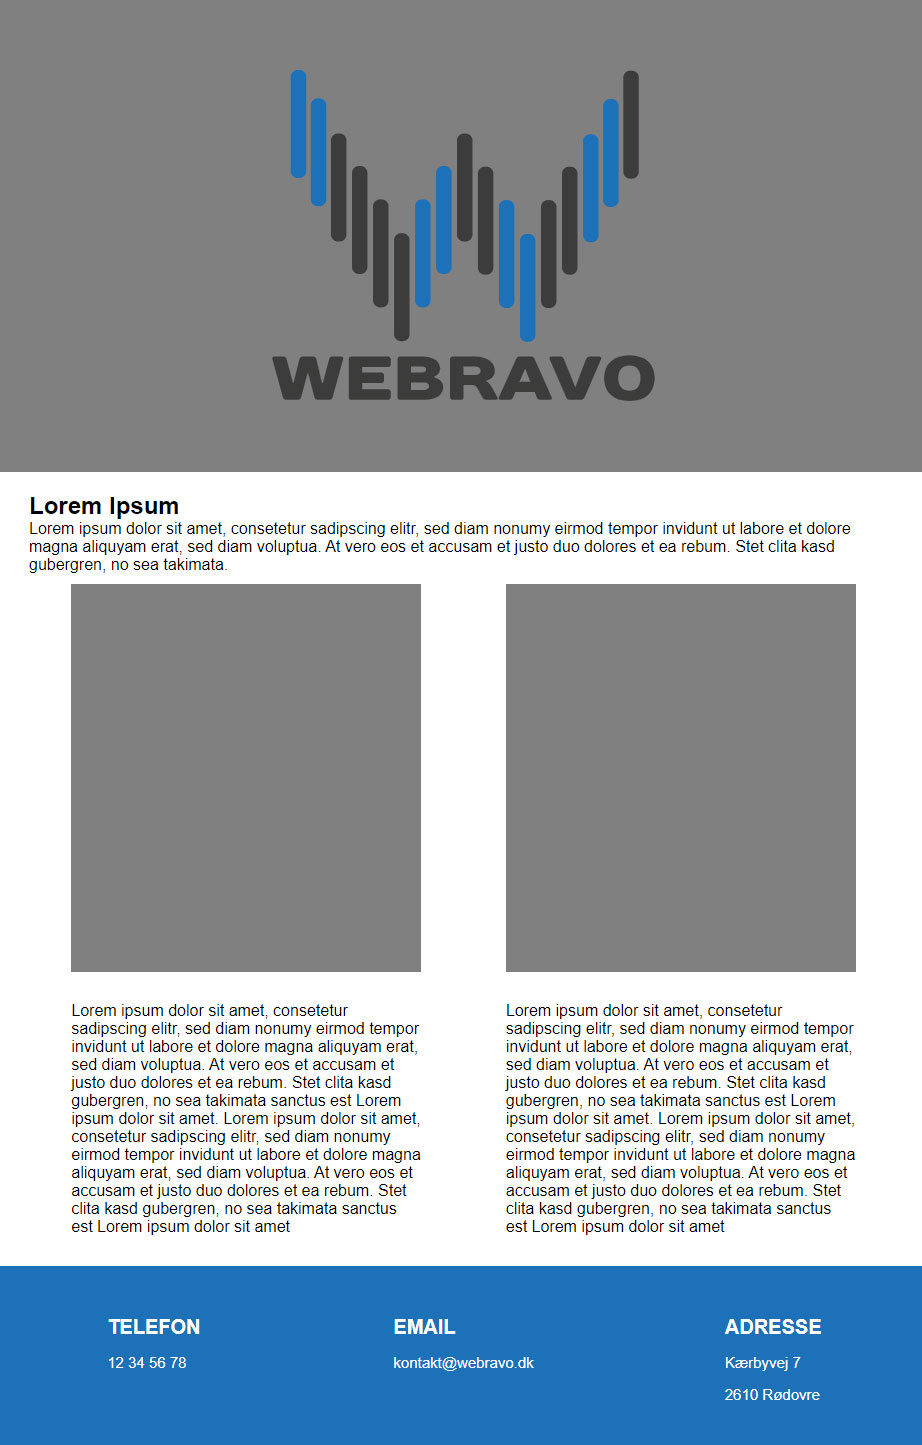 WEBRAVO
Lorem Ipsum
Lorem ipsum dolor sit amet, consetetur sadipscing elitr, sed diam nonumy eirmod tempor invidunt ut labore et dolore
magna aliquyam erat, sed diam voluptua. At vero eos et accusam et justo duo dolores et ea rebum. Stet clita kasd
gubergren, no sea takimata.
Lorem ipsum dolor sit amet, consetetur
sadipscing elitr, sed diam nonumy eirmod tempor
invidunt ut labore et dolore magna aliquyam erat,
sed diam voluptua. At vero eos et accusam et
justo duo dolores et ea rebum. Stet clita kasd
gubergren, no sea takimata sanctus est Lorem
ipsum dolor sit amet. Lorem ipsum dolor sit amet,
consetetur sadipscing elitr, sed diam nonumy
eirmod tempor invidunt ut labore et dolore magna
aliquyam erat, sed diam voluptua. At vero eos et
accusam et justo duo dolores et ea rebum. Stet
clita kasd gubergren, no sea takimata sanctus
est Lorem ipsum dolor sit amet
Lorem ipsum dolor sit amet, consetetur
sadipscing elitr, sed diam nonumy eirmod tempor
invidunt ut labore et dolore magna aliquyam erat,
sed diam voluptua. At vero eos et accusam et
justo duo dolores et ea rebum. Stet clita kasd
gubergren, no sea takimata sanctus est Lorem
ipsum dolor sit amet. Lorem ipsum dolor sit amet,
consetetur sadipscing elitr, sed diam nonumy
eirmod tempor invidunt ut labore et dolore magna
aliquyam erat, sed diam voluptua. At vero eos et
accusam et justo duo dolores et ea rebum. Stet
clita kasd gubergren, no sea takimata sanctus
est Lorem ipsum dolor sit amet
TELEFON
12 34 56 78
EMAIL
kontakt@webravo.dk
ADRESSE
Kærbyvej 7
2610 Rødovre